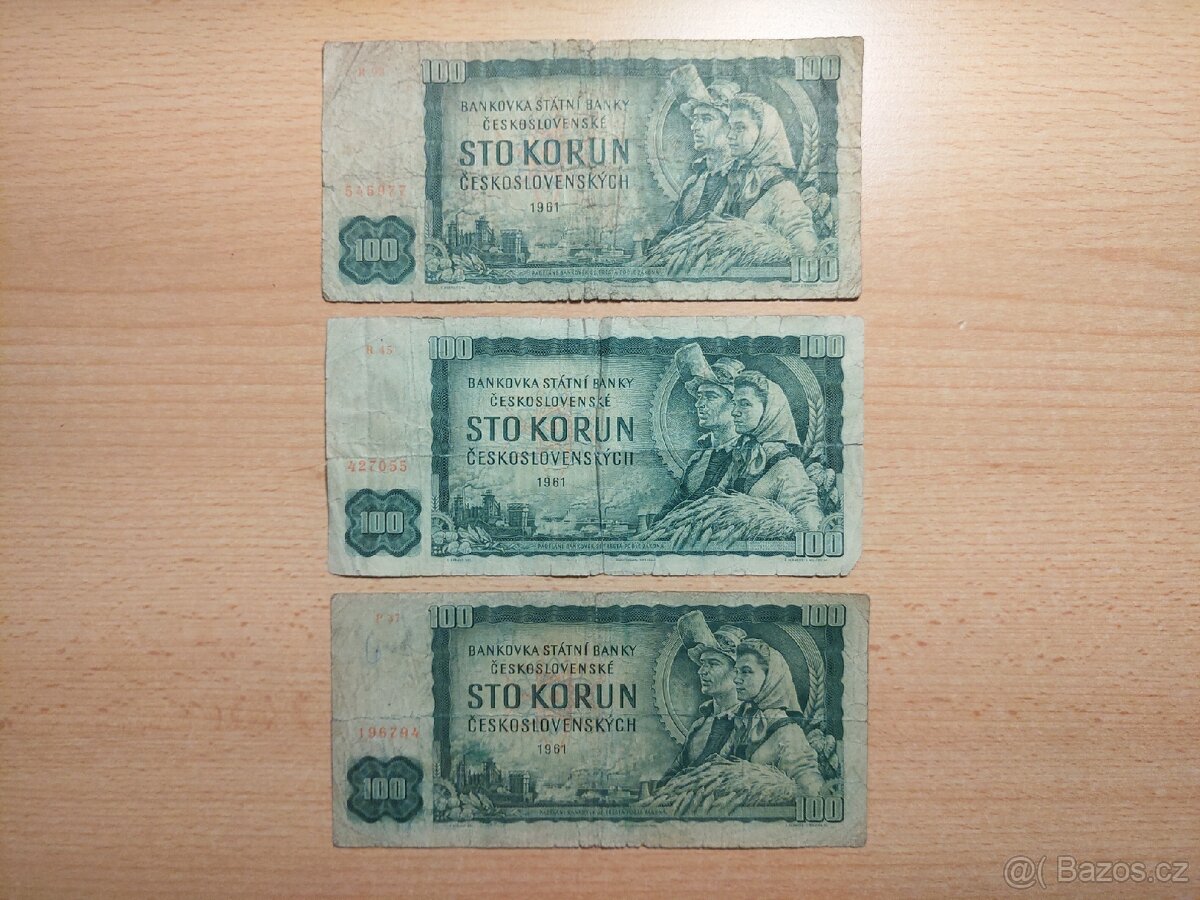 100 100
BANKOVKA STÁTNÍ BANKY
ČESKOSLOVENSKÉ
STO KORUN
ČESKOSLOVENSKÝCH
1961
100
100
R 45
100 100
BANKOVKA STÁTNÍ BANKY
ČESKOSLOVENSKÉ
STO KORUN
427055
ČESKOSLOVENSKÝCH
1961
100
100
P 37
100 100
BANKOVKA STÁTNÍ BANKY
ČESKOSLOVENSKÉ
STO KORUN
ČESKOSLOVENSKÝCH
196794
1961
100
100
@( Bazos.cz